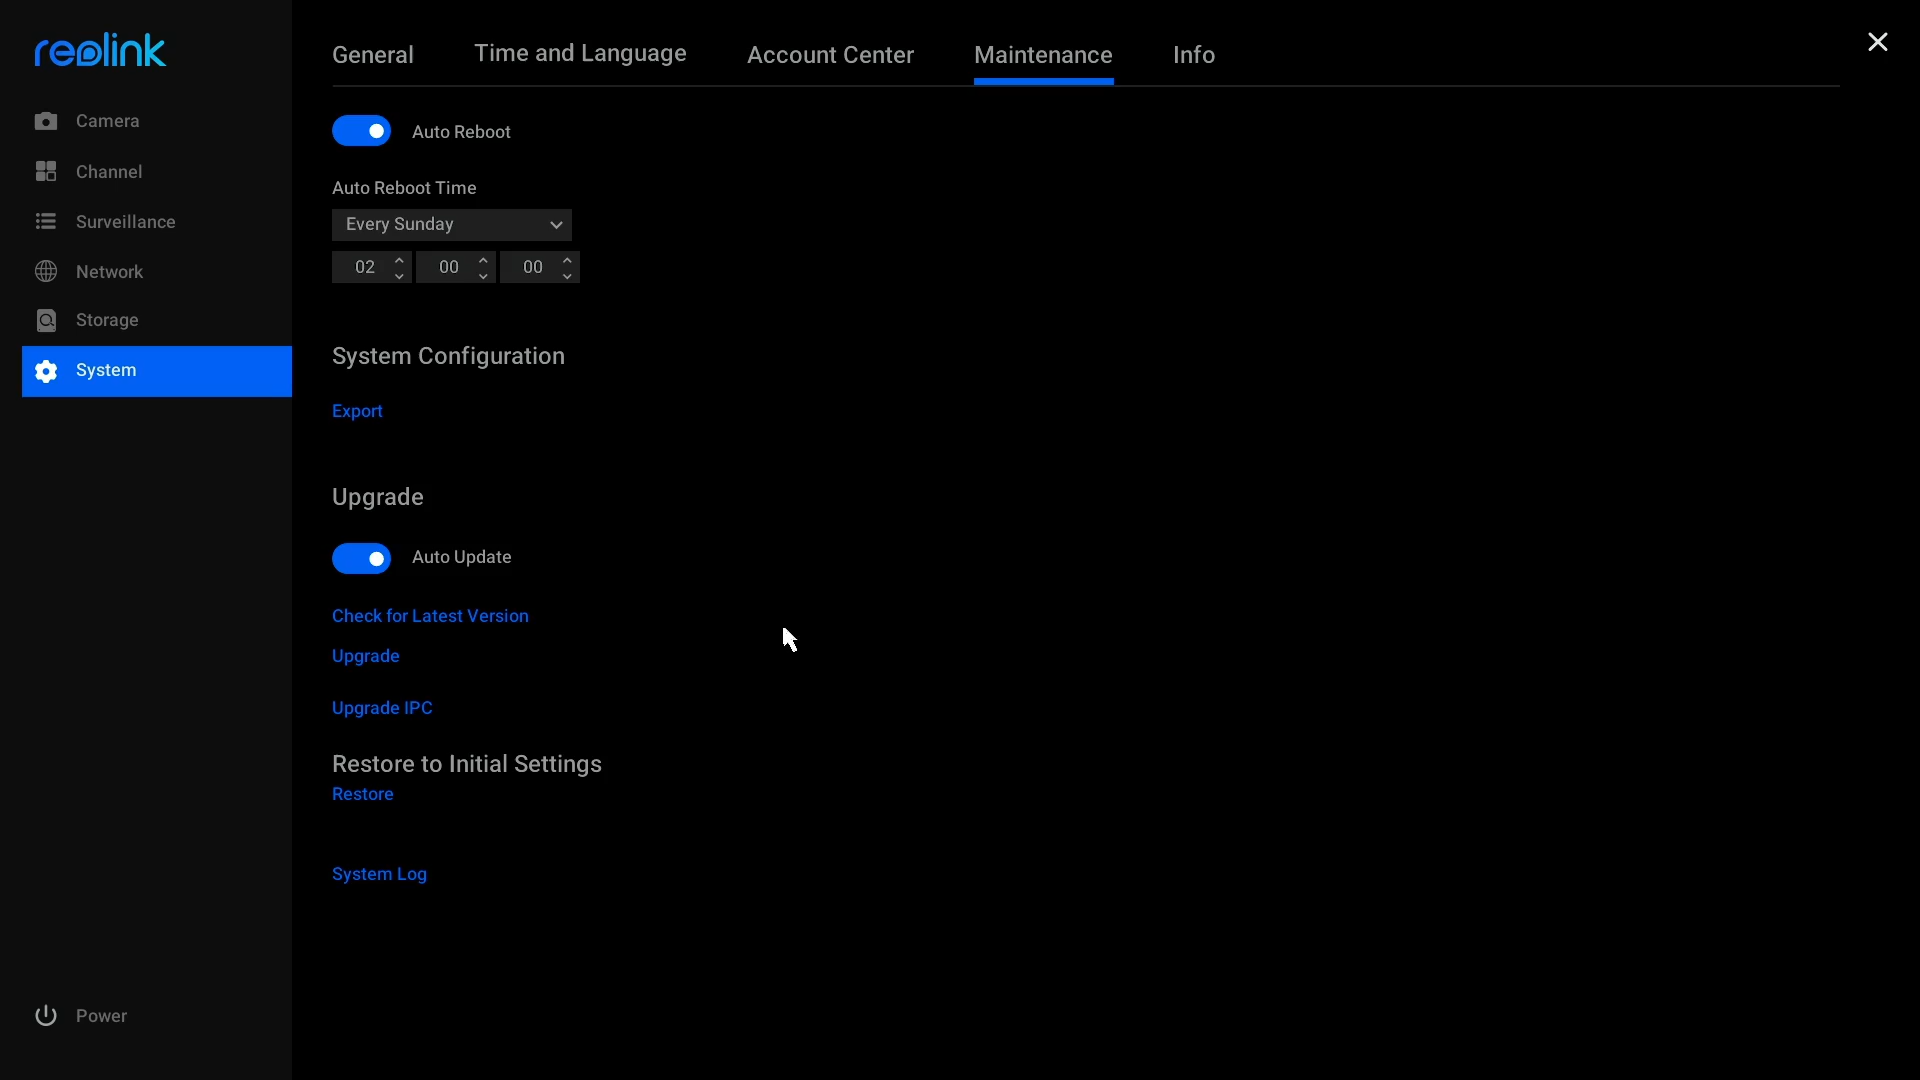 reolink
Camera
Channel
Surveillance
Network
Storage
System
Power
General Time and Language Account Center Maintenance Info
Auto Reboot
Auto Reboot Time
Every Sunday
02 00 00
System Configuration
Export
Upgrade
Auto Update
Check for Latest Version
Upgrade
Upgrade IPC
Restore to Initial Settings
Restore
System Log